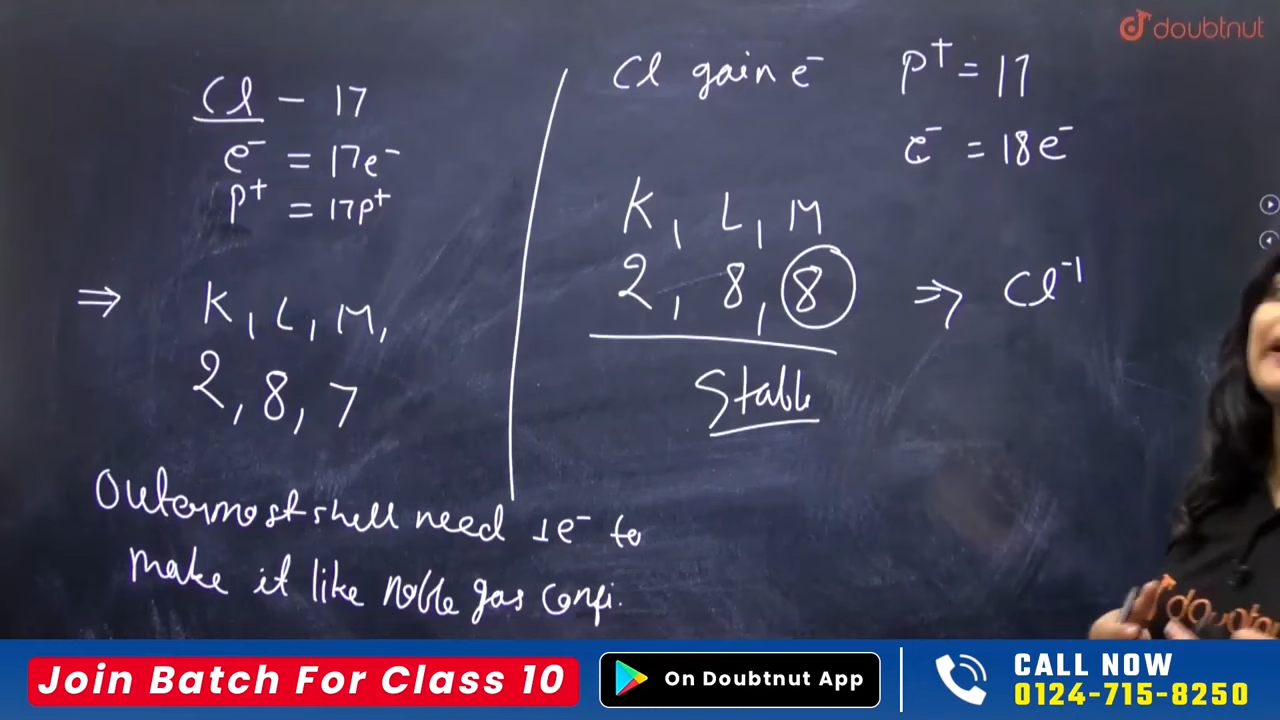 doubtnut
Cl - 17
e⁻ = 17e⁻
P⁺ = 17P⁺
⇒ K, L, M,
2, 8, 7
Outermost shell need 1e⁻ to
make it like noble gas confi.
Cl gain e⁻ P⁺ = 17
e⁻ = 18e⁻
K, L, M
2, 8, 8 ⇒ Cl⁻¹
Stable
doubtnut
Join Batch For Class 10
On Doubtnut App
CALL NOW
0124-715-8250